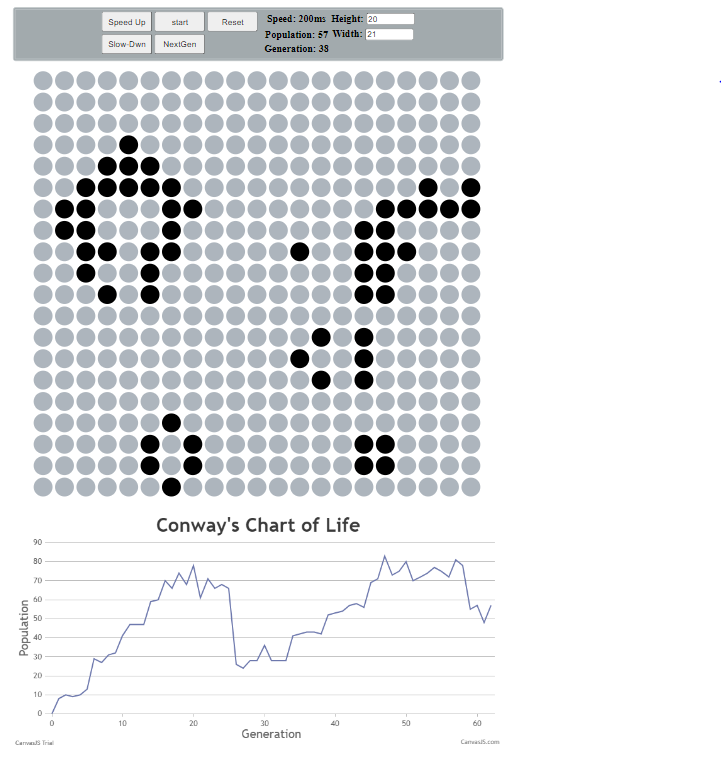 Speed Up start Reset Speed: 200ms Height: 20
Population: 57 Width: 21
Slow-Dwn NextGen
Generation: 38
Conway's Chart of Life
90
80
70
60
50
40
30
20
10
0
Population
0 10 20 30 40 50 60
Generation
CanvasJS Trial CanvasJS.com